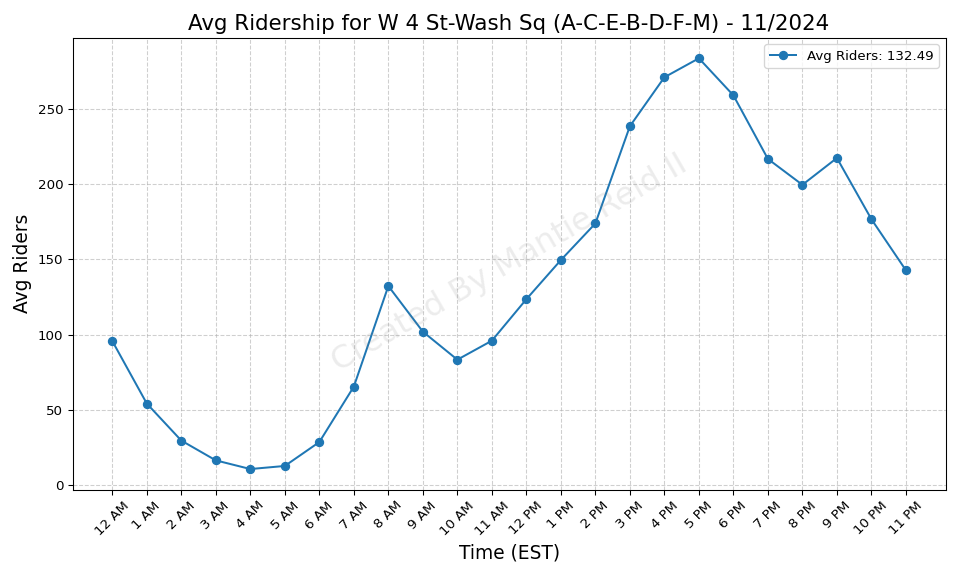 Avg Ridership for W 4 St-Wash Sq (A-C-E-B-D-F-M) - 11/2024
Avg Riders: 132.49
Avg Riders
250
200
150
100
50
0
Created By Mantie Reid II
12 AM
1 AM
2 AM
3 AM
4 AM
5 AM
6 AM
7 AM
8 AM
9 AM
10 AM
11 AM
12 PM
1 PM
2 PM
3 PM
4 PM
5 PM
6 PM
7 PM
8 PM
9 PM
10 PM
11 PM
Time (EST)